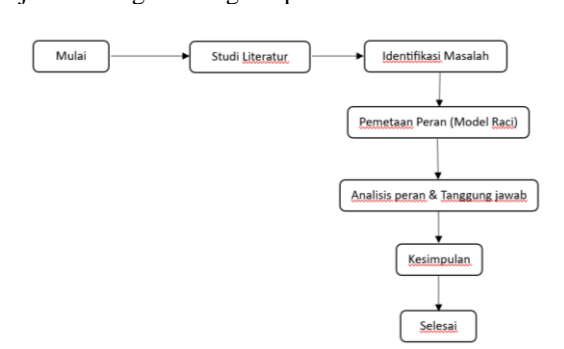 Mulai
Studi Literatur
Identifikasi Masalah
Pemetaan Peran (Model Raci)
Analisis peran & Tanggung jawab
Kesimpulan
Selesai